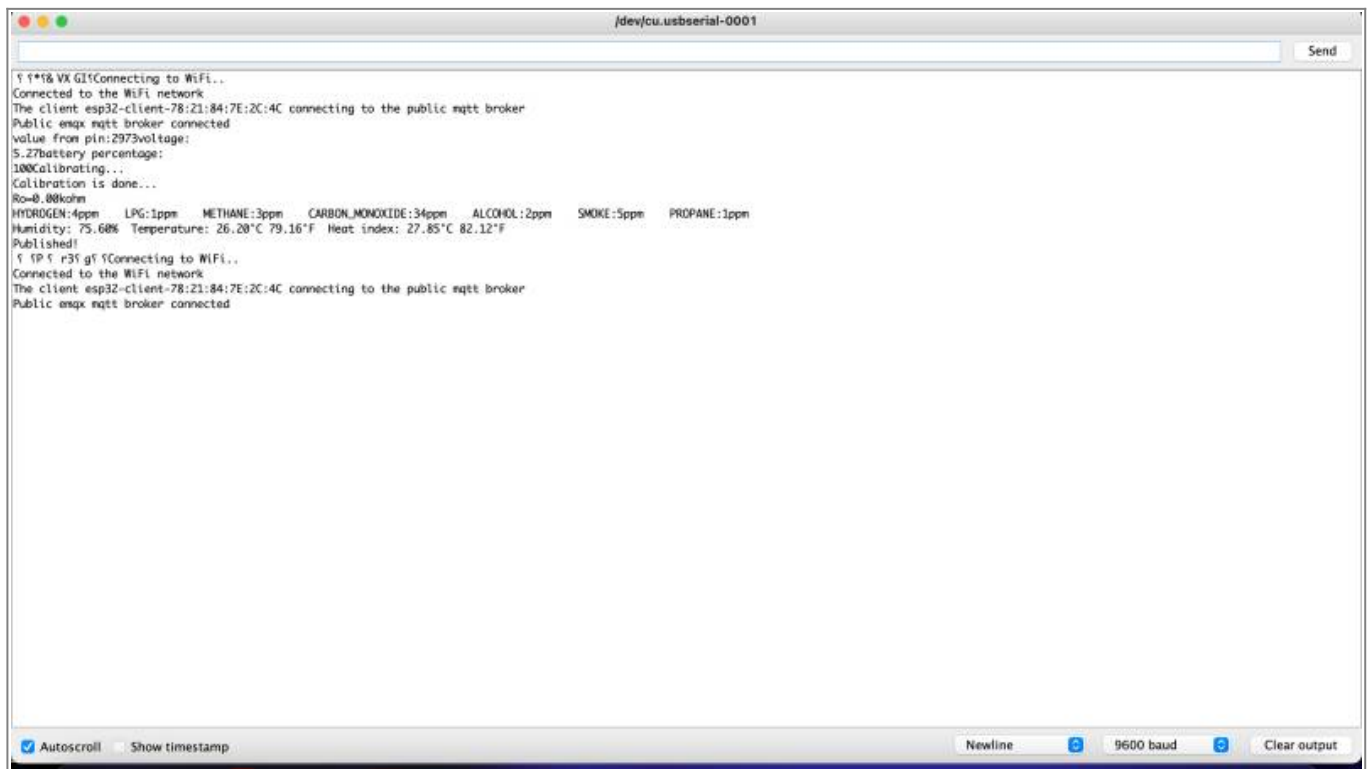 /dev/cu.usbserial-0001
Send
Connecting to WiFi..
Connected to the WiFi network
The client esp32-client-78:21:84:7E:2C:4C connecting to the public mqtt broker
Public emqx mqtt broker connected
value from pin:2973voltage:
5.27battery percentage:
100Calibrating...
Calibration is done...
Ro=0.00kohm
HYDROGEN:4ppm LPG:1ppm METHANE:3ppm CARBON_MONOXIDE:34ppm ALCOHOL:2ppm SMOKE:5ppm PROPANE:1ppm
Humidity: 75.60% Temperature: 26.20°C 79.16°F Heat index: 27.85°C 82.12°F
Published!
Connecting to WiFi..
Connected to the WiFi network
The client esp32-client-78:21:84:7E:2C:4C connecting to the public mqtt broker
Public emqx mqtt broker connected
Autoscroll Show timestamp Newline 9600 baud Clear output